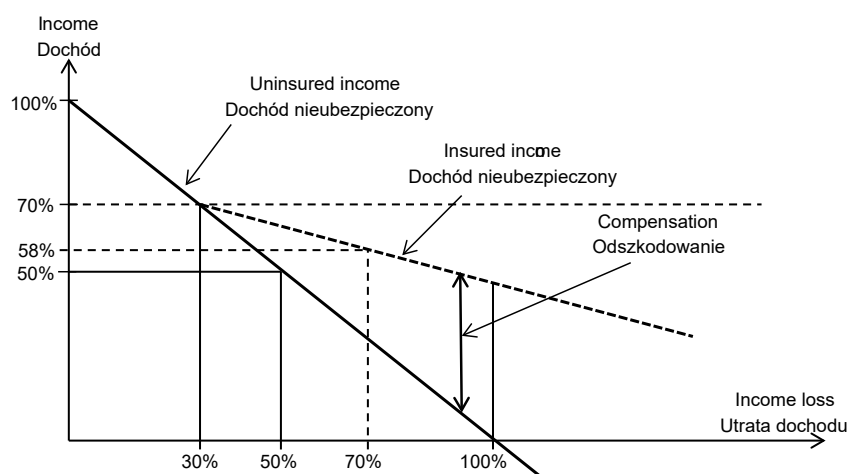 Income
Dochód
Uninsured income
Dochód nieubezpieczony
100%
Insured income
Dochód nieubezpieczony
70%
Compensation
Odszkodowanie
58%
50%
Income loss
Utrata dochodu
30%
50%
70%
100%